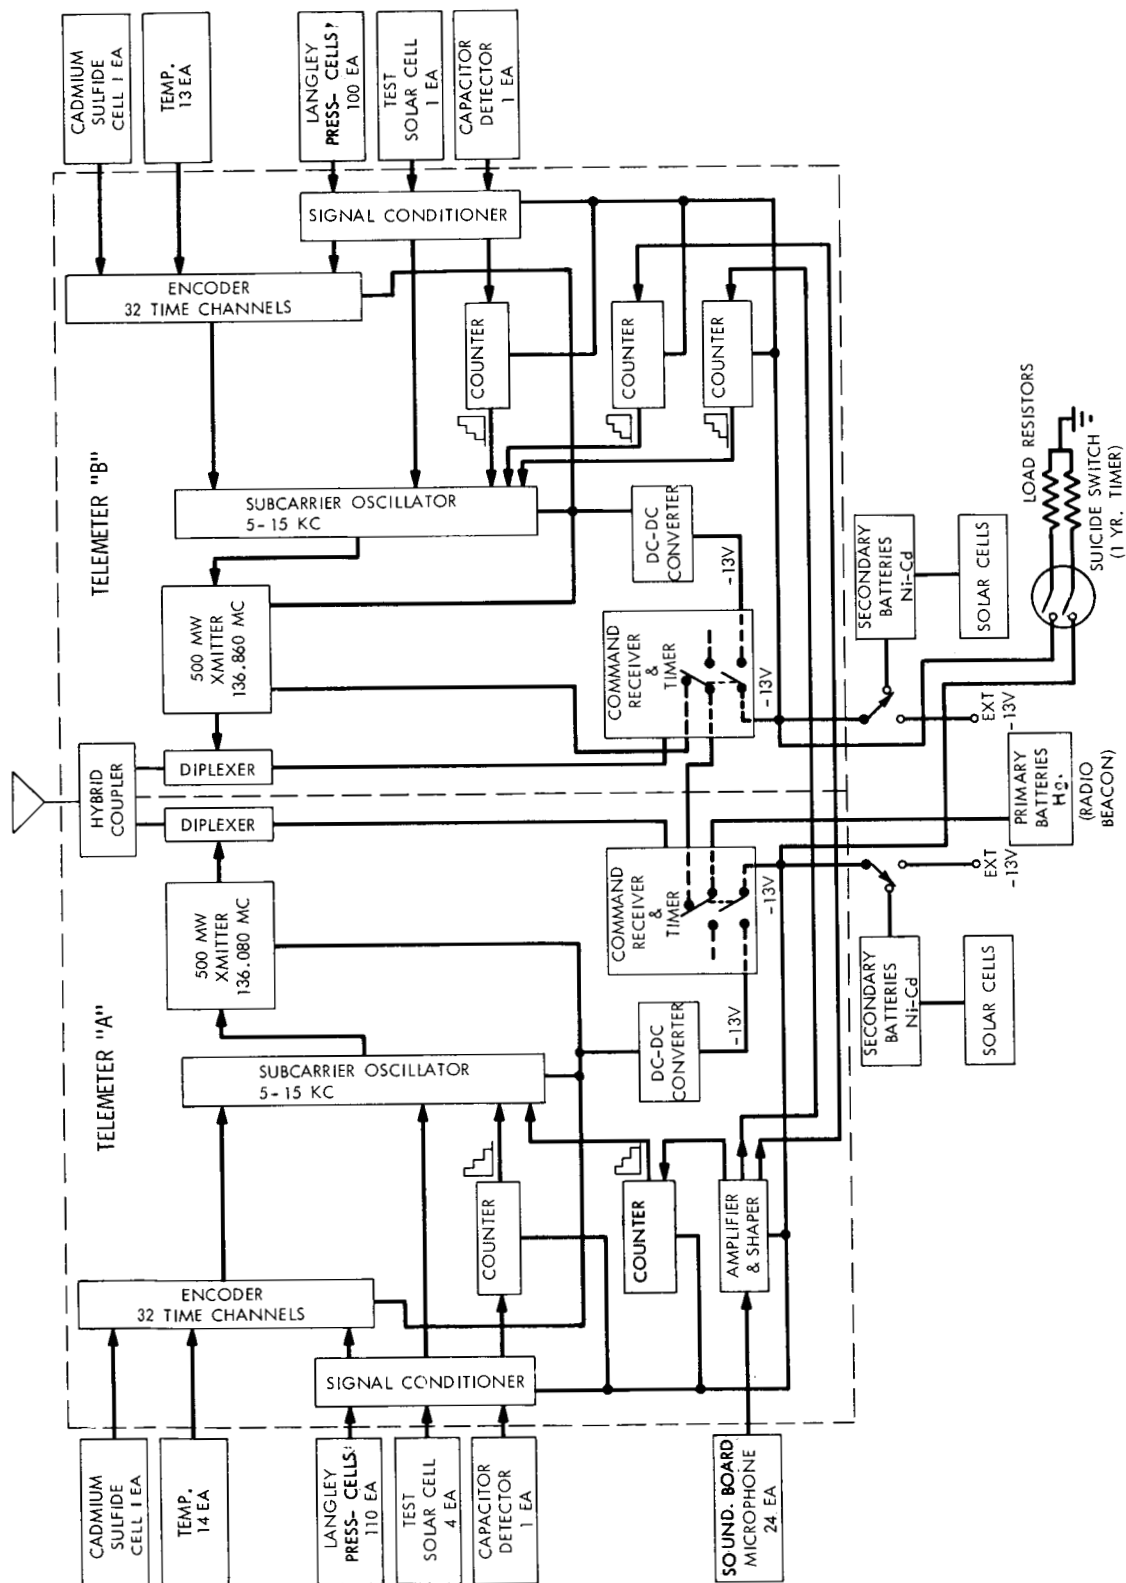 CADMIUM
SULFIDE
CELL 1 EA
TEMP.
13 EA
LANGLEY
PRESS- CELLS
100 EA
TEST
SOLAR CELL
1 EA
CAPACITOR
DETECTOR
1 EA
SIGNAL CONDITIONER
ENCODER
32 TIME CHANNELS
COUNTER
COUNTER
COUNTER
TELEMETER "B"
SUBCARRIER OSCILLATOR
5-15 KC
DC-DC
CONVERTER
-13V
500 MW
XMITTER
136.860 MC
COMMAND
RECEIVER
&
TIMER
-13V
HYBRID
COUPLER
DIPLEXER
LOAD RESISTORS
SUICIDE SWITCH
(1 YR. TIMER)
SECONDARY
BATTERIES
Ni-Cd
SOLAR CELLS
EXT
-13V
PRIMARY
BATTERIES
Hg.
(RADIO
BEACON)
EXT
-13V
DIPLEXER
500 MW
XMITTER
136.080 MC
COMMAND
RECEIVER
&
TIMER
-13V
SECONDARY
BATTERIES
Ni-Cd
SOLAR CELLS
TELEMETER "A"
SUBCARRIER OSCILLATOR
5-15 KC
DC-DC
CONVERTER
-13V
COUNTER
COUNTER
AMPLIFIER
& SHAPER
ENCODER
32 TIME CHANNELS
SIGNAL CONDITIONER
CADMIUM
SULFIDE
CELL 1 EA
TEMP.
14 EA
LANGLEY
PRESS- CELLS
110 EA
TEST
SOLAR CELL
4 EA
CAPACITOR
DETECTOR
1 EA
SOUND. BOARD
MICROPHONE
24 EA